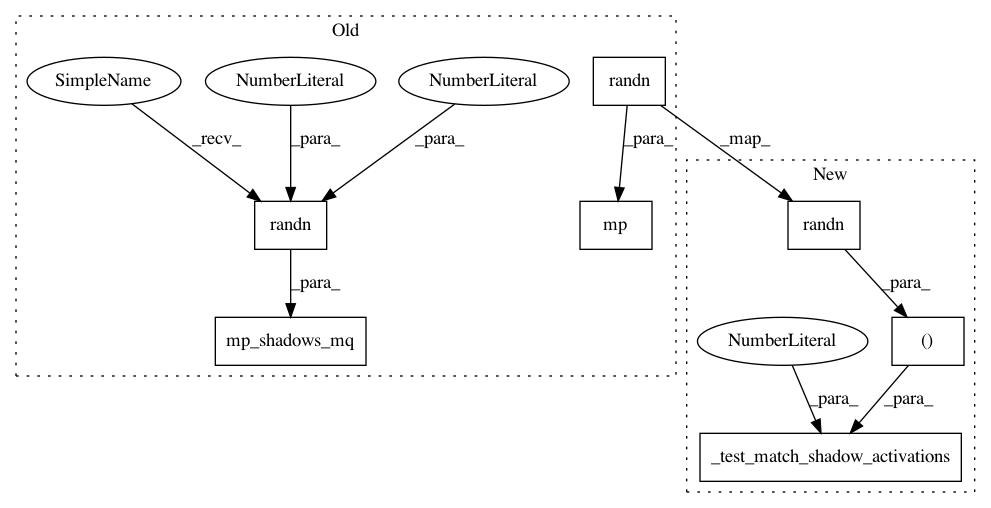 Old
SimpleName
NumberLiteral
NumberLiteral
randn
_recv_
_para_
_para_
_para_
_map_
New
randn
mp
randn
_para_
_para_
mp_shadows_mq
NumberLiteral
()
_para_
_para_
_test_match_shadow_activations